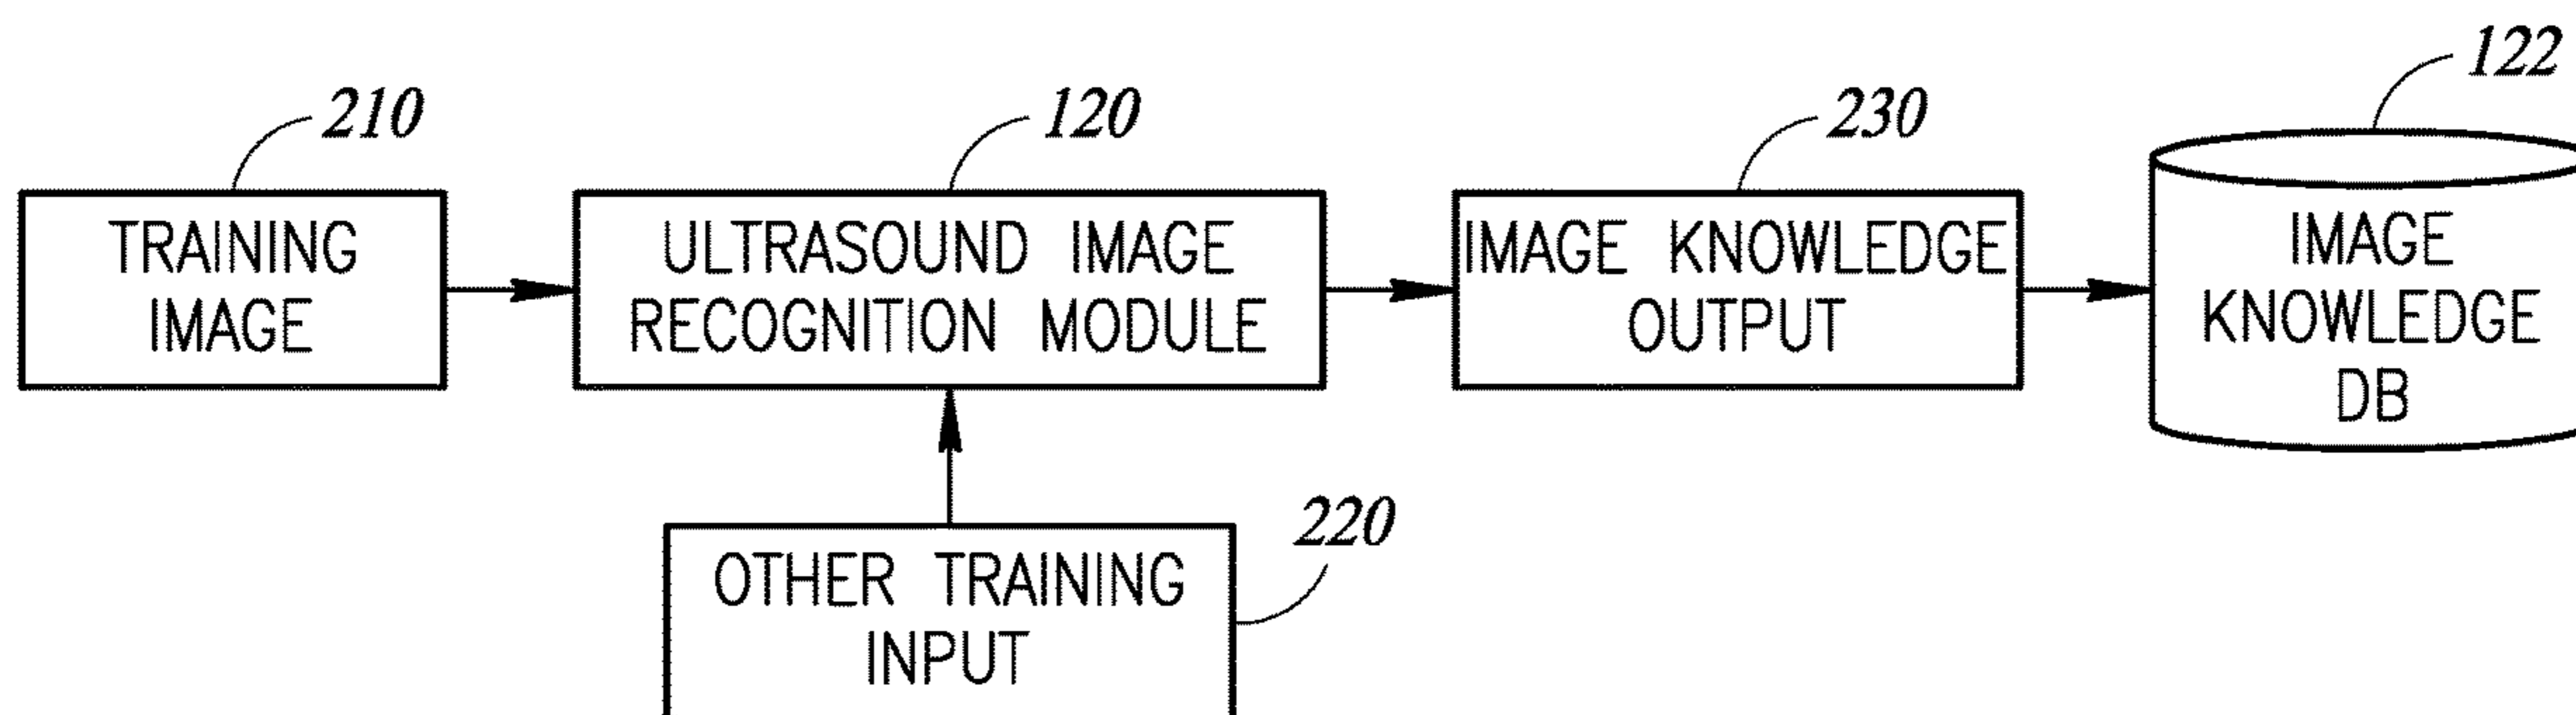 122
210
120
230
TRAINING
IMAGE
ULTRASOUND IMAGE
RECOGNITION MODULE
IMAGE KNOWLEDGE
OUTPUT
IMAGE
KNOWLEDGE
DB
220
OTHER TRAINING
INPUT